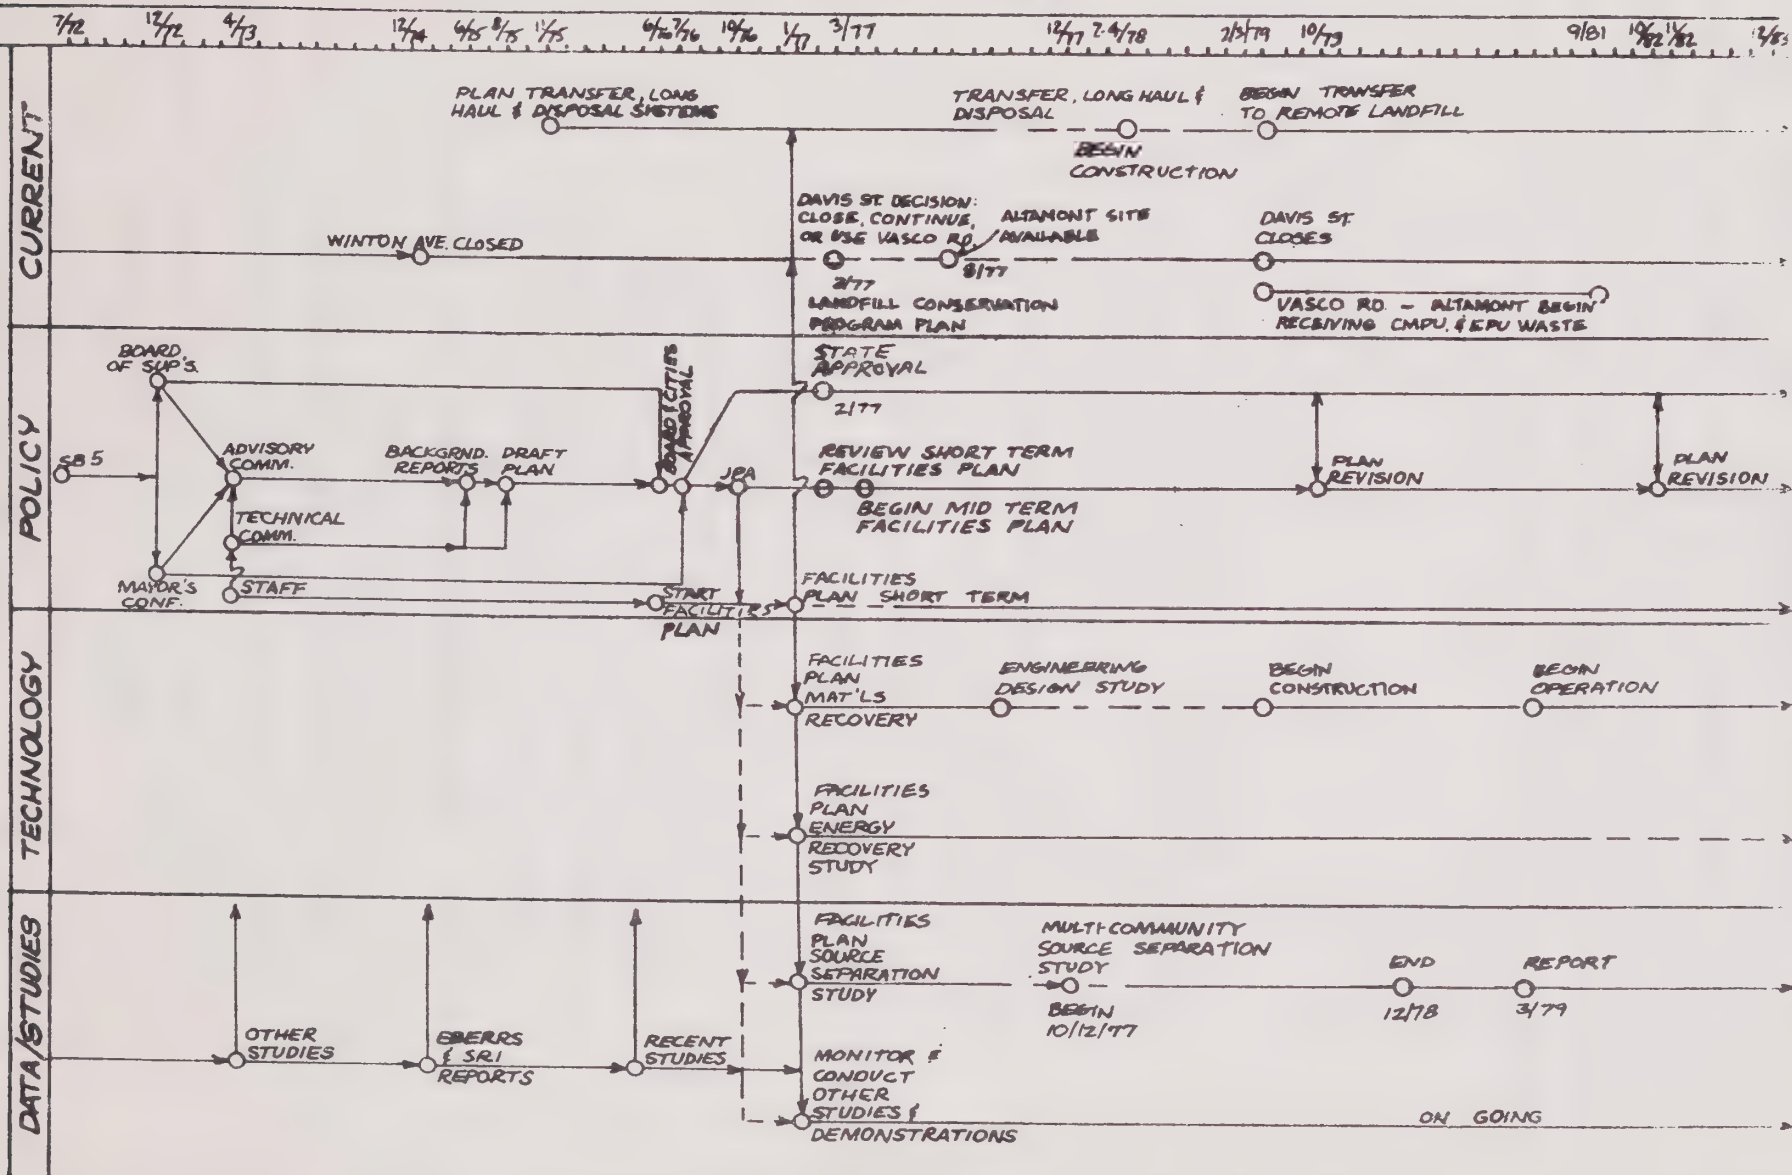 7/72 12/72 4/73 12/74 6/75 8/75 11/75 6/76 7/76 10/76 1/77 3/77 12/77 2/3/79 10/79 9/81 10/82 11/82
CURRENT
PLAN TRANSFER, LONG
HAUL & DISPOSAL SYSTEMS
TRANSFER, LONG HAUL &
DISPOSAL
BEGIN
CONSTRUCTION
BEGIN TRANSFER
TO REMOTE LANDFILL
WINTON AVE. CLOSED
DAVIS ST. DECISION:
CLOSE, CONTINUE,
OR USE VASCO RD.
2/77
LANDFILL CONSERVATION
PROGRAM PLAN
ALTAMONT SITE
AVAILABLE
8/77
DAVIS ST.
CLOSES
VASCO RD. - ALTAMONT BEGIN
RECEIVING CMPU. & EPU WASTE
POLICY
SB 5
BOARD
OF SUP'S.
MAYOR'S
CONF.
ADVISORY
COMM.
TECHNICAL
COMM.
STAFF
BACKGRND.
REPORTS
DRAFT
PLAN
BOARD & CITIES
APPROVAL
START
FACILITIES
PLAN
JPA
STATE
APPROVAL
2/77
REVIEW SHORT TERM
FACILITIES PLAN
BEGIN MID TERM
FACILITIES PLAN
FACILITIES
PLAN SHORT TERM
PLAN
REVISION
PLAN
REVISION
TECHNOLOGY
FACILITIES
PLAN
MAT'LS
RECOVERY
ENGINEERING
DESIGN STUDY
BEGIN
CONSTRUCTION
BEGIN
OPERATION
FACILITIES
PLAN
ENERGY
RECOVERY
STUDY
DATA/STUDIES
OTHER
STUDIES
EBERRS
& SRI
REPORTS
RECENT
STUDIES
FACILITIES
PLAN
SOURCE
SEPARATION
STUDY
MULTI-COMMUNITY
SOURCE SEPARATION
STUDY
BEGIN
10/12/77
END
12/78
REPORT
3/79
MONITOR &
CONDUCT
OTHER
STUDIES &
DEMONSTRATIONS
ON GOING